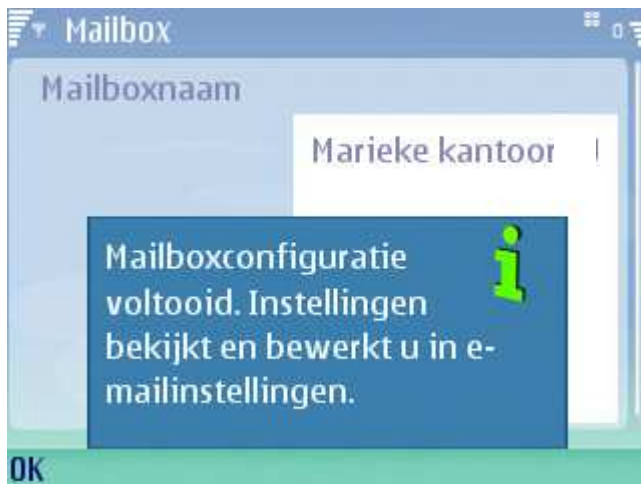 Mailbox
Mailboxnaam
Marieke kantoor
Mailboxconfiguratie
voltooid. Instellingen
bekijkt en bewerkt u in e-
mailinstellingen.
OK